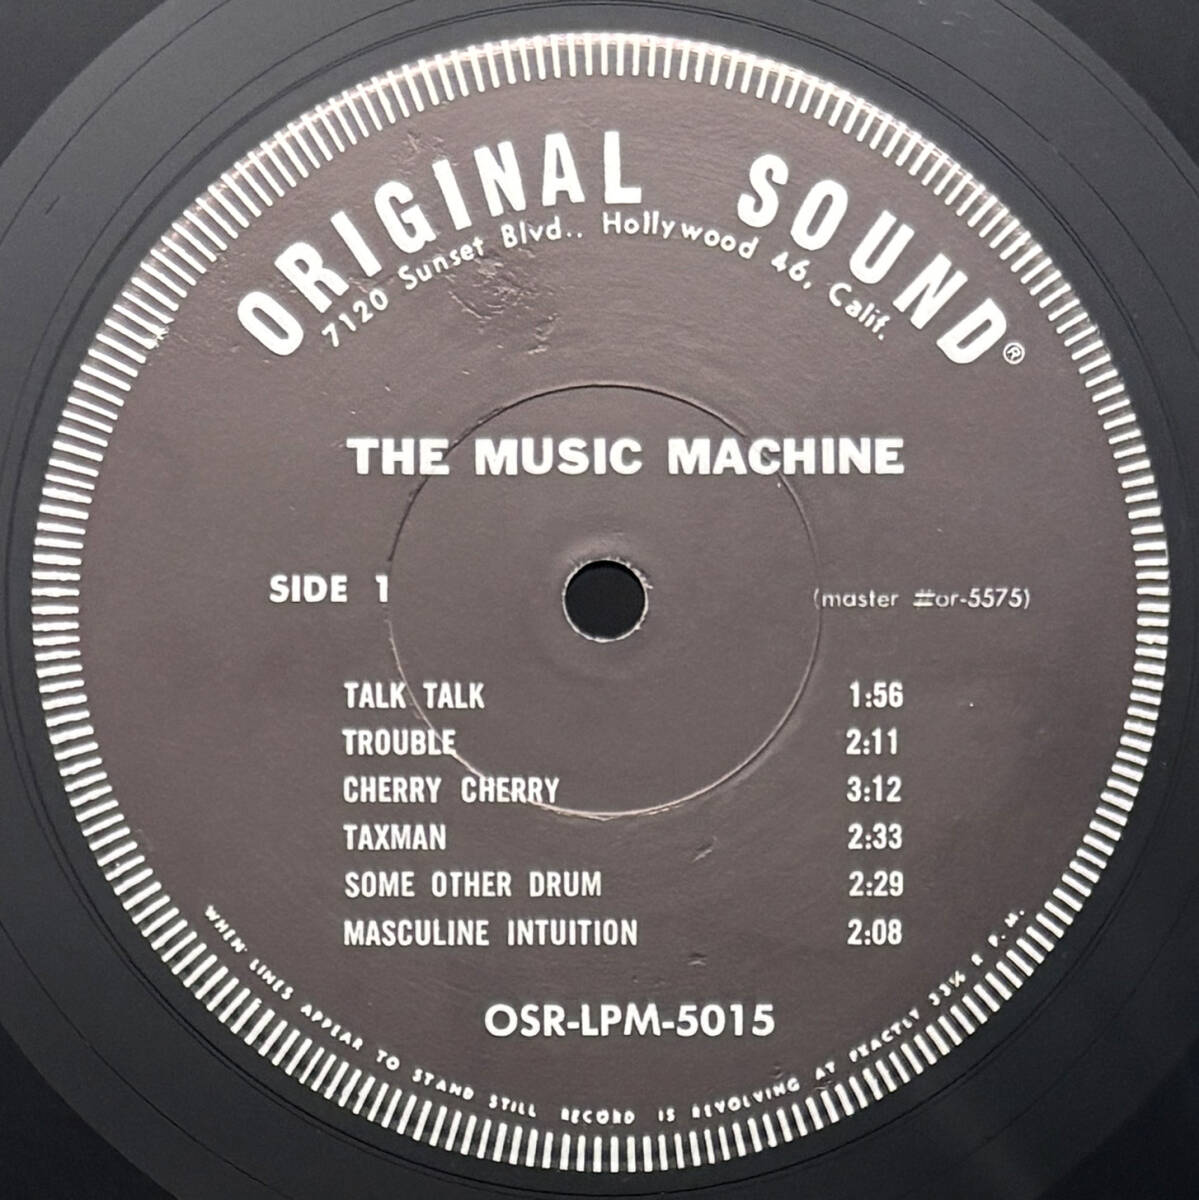 ORIGINAL SOUND®
7120 Sunset Blvd.. Hollywood 46, Calif.
THE MUSIC MACHINE
SIDE 1
(master #or-5575)
TALK TALK 1:56
TROUBLE 2:11
CHERRY CHERRY 3:12
TAXMAN 2:33
SOME OTHER DRUM 2:29
MASCULINE INTUITION 2:08
OSR-LPM-5015
WHEN LINES APPEAR TO STAND STILL RECORD IS REVOLVING AT EXACTLY 33⅓ R.P.M.